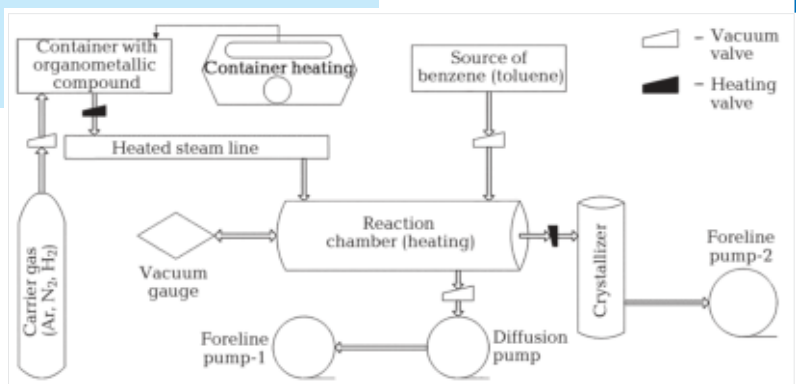 Container with
organometallic
compound
Container heating
Source of
benzene (toluene)
– Vacuum
valve
– Heating
valve
Heated steam line
Carrier gas
(Ar, N₂, H₂)
Vacuum
gauge
Reaction
chamber (heating)
Crystallizer
Foreline
pump-2
Foreline
pump-1
Diffusion
pump